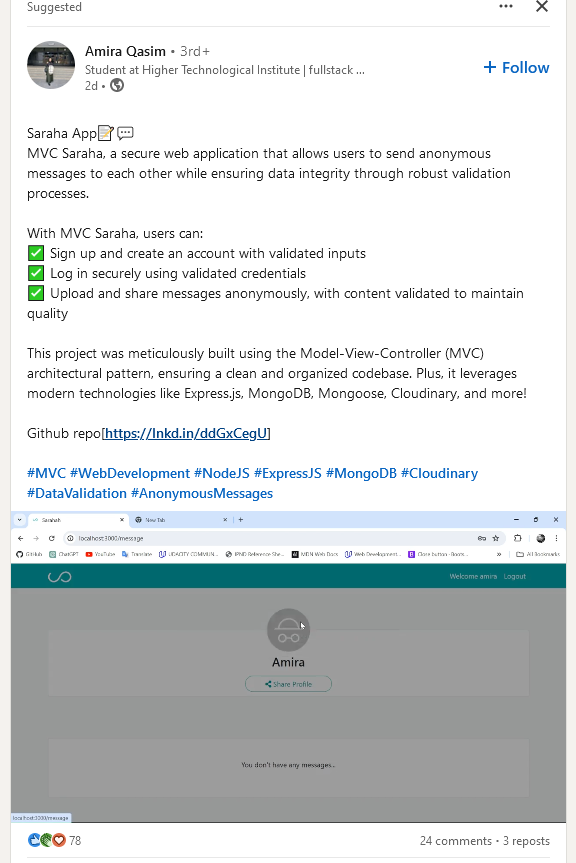 Suggested
Amira Qasim • 3rd+
Student at Higher Technological Institute | fullstack ...
+ Follow
2d •
Saraha App📝💬
MVC Saraha, a secure web application that allows users to send anonymous
messages to each other while ensuring data integrity through robust validation
processes.
With MVC Saraha, users can:
✅ Sign up and create an account with validated inputs
✅ Log in securely using validated credentials
✅ Upload and share messages anonymously, with content validated to maintain
quality
This project was meticulously built using the Model-View-Controller (MVC)
architectural pattern, ensuring a clean and organized codebase. Plus, it leverages
modern technologies like Express.js, MongoDB, Mongoose, Cloudinary, and more!
Github repo[https://lnkd.in/ddGxCegU]
#MVC #WebDevelopment #NodeJS #ExpressJS #MongoDB #Cloudinary
#DataValidation #AnonymousMessages
Sarahah
New Tab
localhost:3000/message
GitHub ChatGPT YouTube Translate UDACITY COMMUN... IPND Reference She... MDN Web Docs Web Development... Close button · Boots... » All Bookmarks
Welcome amira Logout
Amira
Share Profile
You don't have any messages...
localhost:3000/message
78
24 comments • 3 reposts